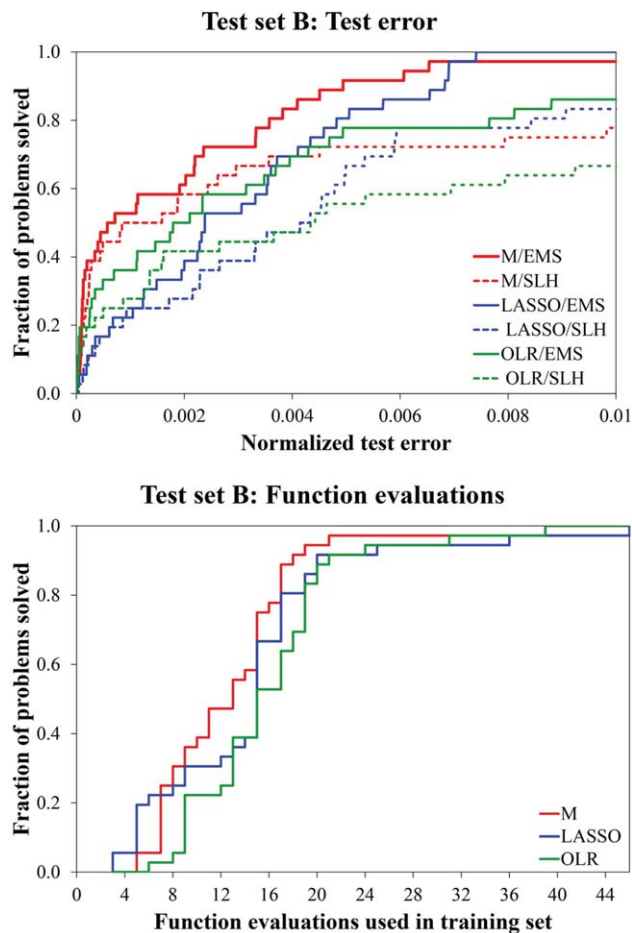 Test set B: Test error
Fraction of problems solved
1.0
0.8
0.6
0.4
0.2
0.0
M/EMS
M/SLH
LASSO/EMS
LASSO/SLH
OLR/EMS
OLR/SLH
0 0.002 0.004 0.006 0.008 0.01
Normalized test error
Test set B: Function evaluations
Fraction of problems solved
1.0
0.8
0.6
0.4
0.2
0.0
M
LASSO
OLR
0 4 8 12 16 20 24 28 32 36 40 44
Function evaluations used in training set